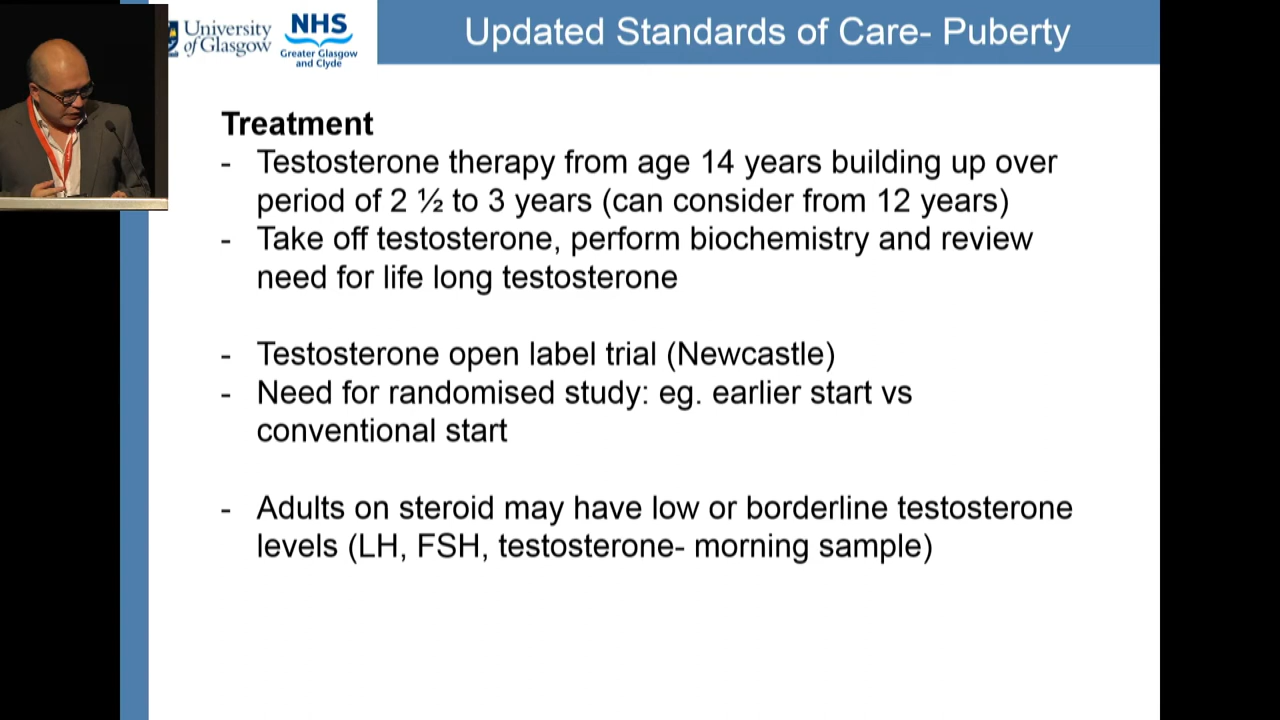 University
of Glasgow
NHS
Greater Glasgow
and Clyde
Updated Standards of Care- Puberty
Treatment
- Testosterone therapy from age 14 years building up over
period of 2 ½ to 3 years (can consider from 12 years)
- Take off testosterone, perform biochemistry and review
need for life long testosterone
- Testosterone open label trial (Newcastle)
- Need for randomised study: eg. earlier start vs
conventional start
- Adults on steroid may have low or borderline testosterone
levels (LH, FSH, testosterone- morning sample)